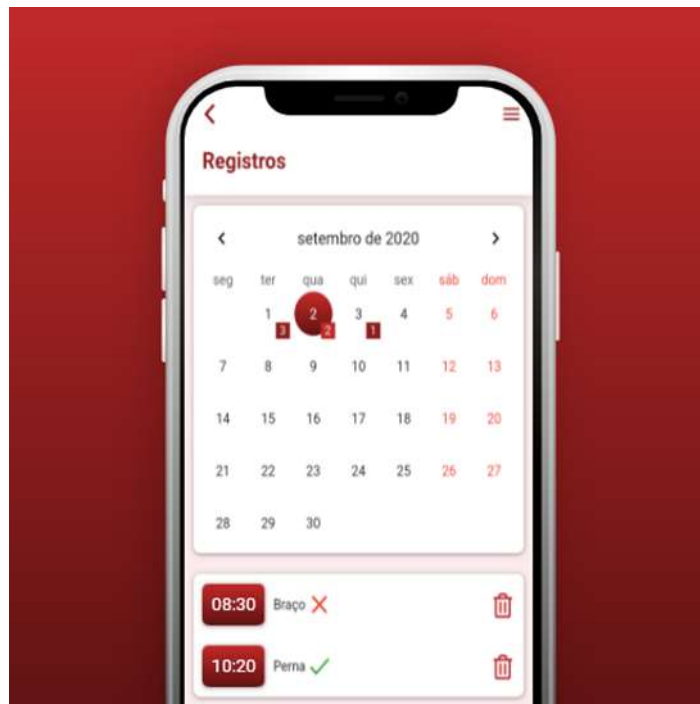 Registros
setembro de 2020
seg ter qua qui sex sáb dom
1 2 3 4 5 6
3 2 1
7 8 9 10 11 12 13
14 15 16 17 18 19 20
21 22 23 24 25 26 27
28 29 30
08:30 Braço
10:20 Perna